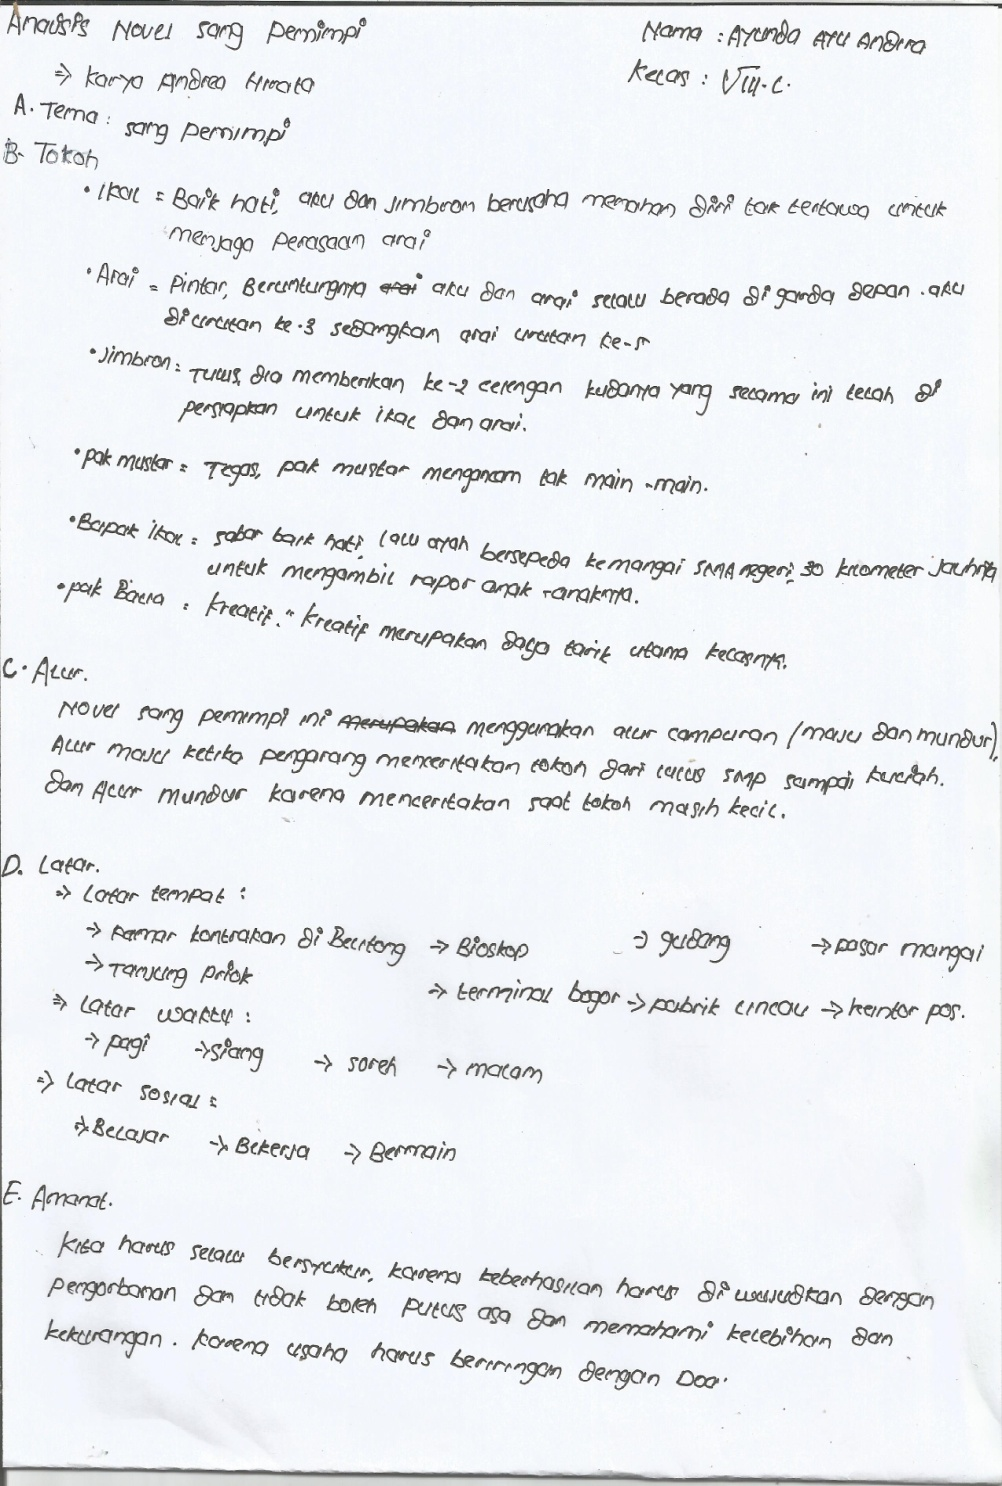 Analisis Novel sang pemimpi
Nama : Ayunda Ayu Andira
=> karya Andrea Hirata
Kelas : VIII.C.
A. Tema : sang pemimpi
B. Tokoh
• Ikal = Baik hati, aku dan jimbron berusaha menahan diri tak tertawa untuk
menjaga perasaan arai
• Arai = Pintar, Beruntungnya arai aku dan arai selalu berada di garda depan. aku
di urutan ke-3 sedangkan arai urutan ke-5
• Jimbron = Tulus, dia memberikan ke-2 celengan kudanya yang selama ini telah di
persiapkan untuk ikal dan arai.
• pak mustar = Tegas, pak mustar mengancam tak main-main.
• Bapak ikal = sabar baik hati, lalu ayah bersepeda kemangai SMA negeri, 30 kilometer jauhnya
untuk mengambil rapor anak-anaknya.
• pak Balia = kreatif. "kreatif merupakan daya tarik utama kelasnya.
C. Alur.
Novel sang pemimpi ini merupakan menggunakan alur campuran (maju dan mundur),
Alur maju ketika pengarang menceritakan tokoh dari lulus SMP sampai kuliah.
dan Alur mundur karena menceritakan saat tokoh masih kecil.
D. Latar.
=> Latar tempat :
-> kamar kontrakan di Belitong -> Bioskop -> gudang -> pasar mangai
-> Tanjung priok -> terminal bogor -> pabrik cincau -> kantor pos.
=> Latar waktu :
-> pagi -> siang -> soreh -> malam
=> Latar sosial =
-> Belajar -> Bekerja -> Bermain
E. Amanat.
Kita harus selalu bersyukur, karena keberhasilan harus di wujudkan dengan
pengorbanan dan tidak boleh putus asa dan memahami kelebihan dan
kekurangan. karena usaha harus beriringan dengan Doa.